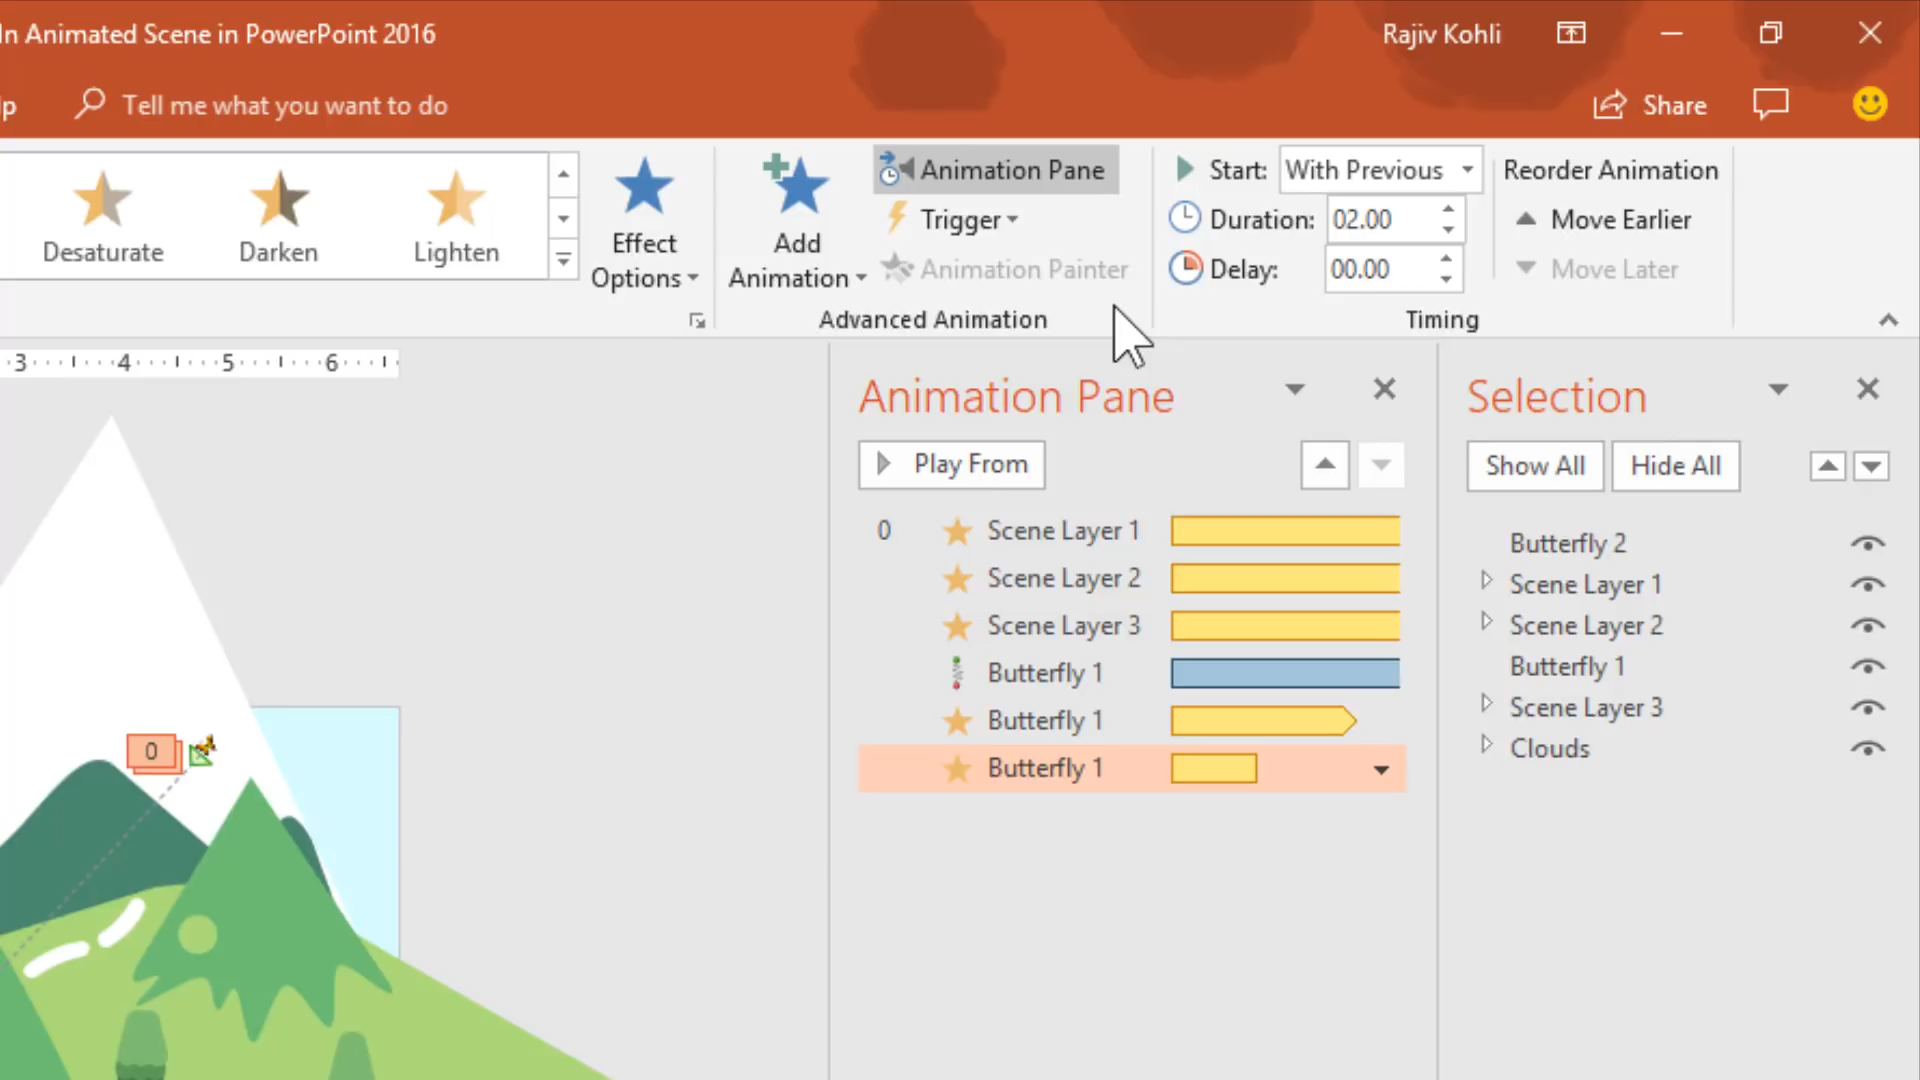 In Animated Scene in PowerPoint 2016
Rajiv Kohli
lp
Tell me what you want to do
Share
Desaturate
Darken
Lighten
Effect
Options
Add
Animation
Animation Pane
Trigger
Animation Painter
Advanced Animation
Start: With Previous
Duration: 02.00
Delay: 00.00
Timing
Reorder Animation
Move Earlier
Move Later
3 4 5 6
Animation Pane
Play From
0 Scene Layer 1
Scene Layer 2
Scene Layer 3
Butterfly 1
Butterfly 1
Butterfly 1
Selection
Show All Hide All
Butterfly 2
Scene Layer 1
Scene Layer 2
Butterfly 1
Scene Layer 3
Clouds
0